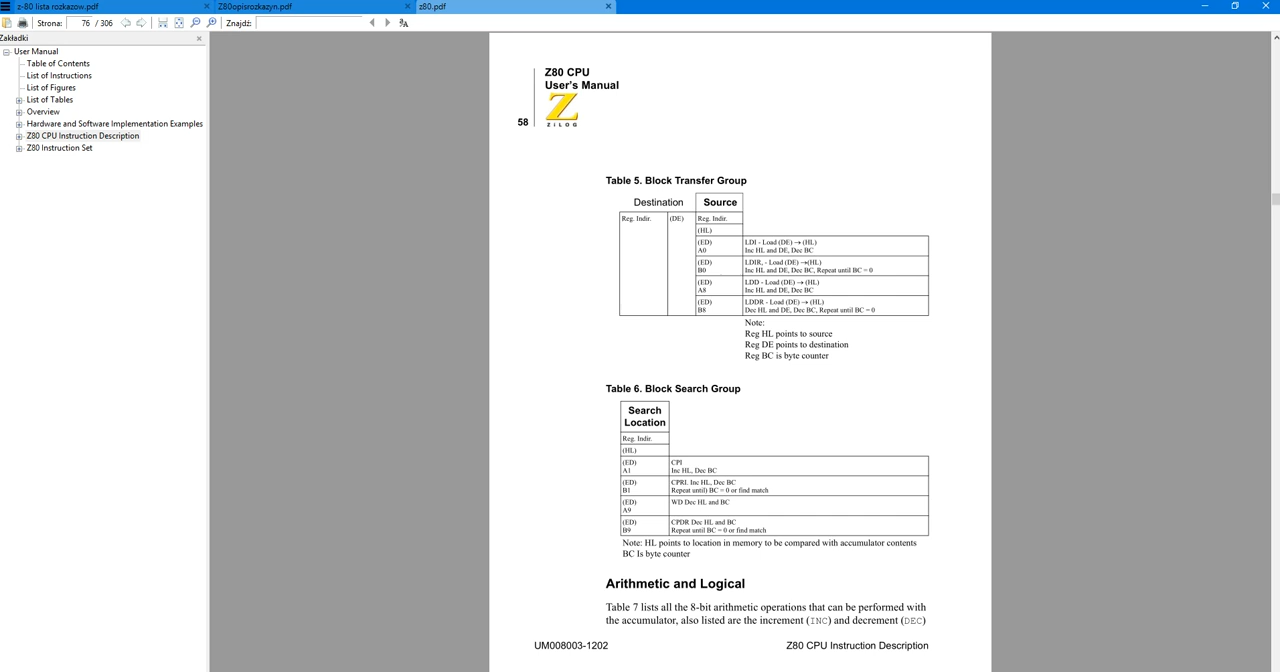 z-80 lista rozkazow.pdf
Z80opisrozkazyn.pdf
z80.pdf
Strona: 76 / 306
Znajdź:
Zakładki
User Manual
Table of Contents
List of Instructions
List of Figures
List of Tables
Overview
Hardware and Software Implementation Examples
Z80 CPU Instruction Description
Z80 Instruction Set
Z80 CPU
User's Manual
58
ZILOG
Table 5. Block Transfer Group
Destination Source
Reg. Indir. (DE) Reg. Indir.
(HL)
(ED) LDI - Load (DE) → (HL)
A0 Inc HL and DE, Dec BC
(ED) LDIR, - Load (DE) →(HL)
B0 Inc HL and DE, Dec BC, Repeat until BC = 0
(ED) LDD - Load (DE) → (HL)
A8 Inc HL and DE, Dec BC
(ED) LDDR - Load (DE) → (HL)
B8 Dec HL and DE, Dec BC, Repeat until BC = 0
Note:
Reg HL points to source
Reg DE points to destination
Reg BC is byte counter
Table 6. Block Search Group
Search
Location
Reg. Indir.
(HL)
(ED) CPI
A1 Inc HL, Dec BC
(ED) CPRI. Inc HL, Dec BC
B1 Repeat until) BC = 0 or find match
(ED) WD Dec HL and BC
A9
(ED) CPDR Dec HL and BC
B9 Repeat until BC = 0 or find match
Note: HL points to location in memory to be compared with accumulator contents
BC Is byte counter
Arithmetic and Logical
Table 7 lists all the 8-bit arithmetic operations that can be performed with
the accumulator, also listed are the increment (INC) and decrement (DEC)
UM008003-1202 Z80 CPU Instruction Description